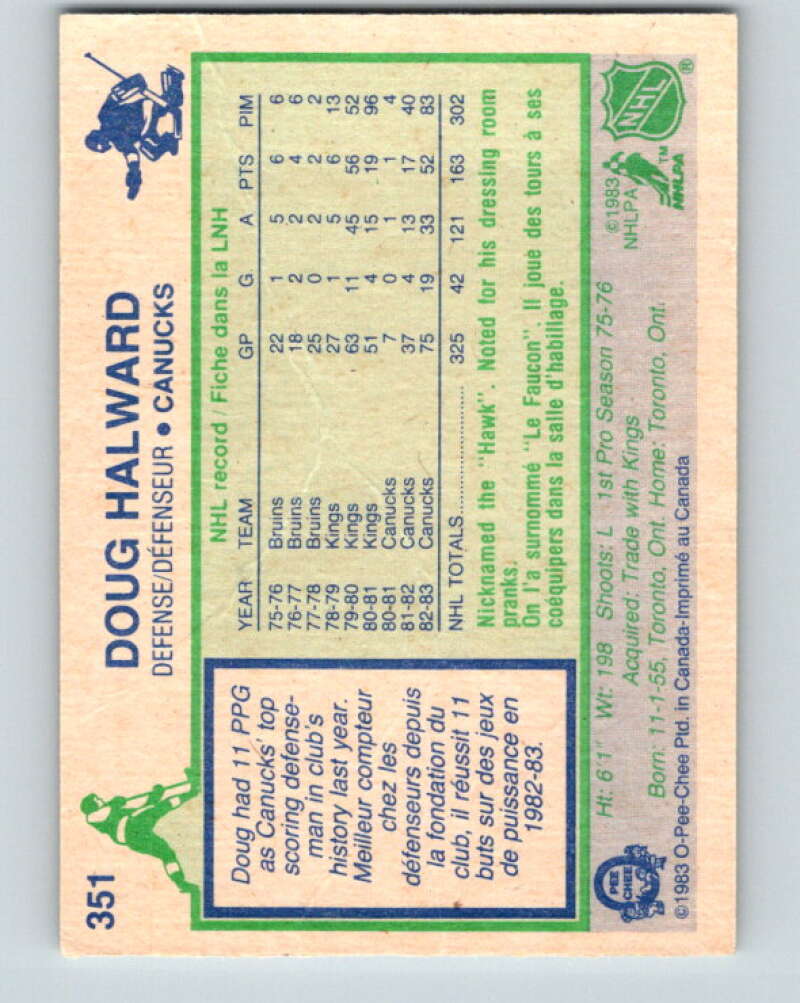 351
DOUG HALWARD
DEFENSE/DÉFENSEUR • CANUCKS
Doug had 11 PPG
as Canucks' top
scoring defense-
man in club's
history last year.
Meilleur compteur
chez les
défenseurs depuis
la fondation du
club, il réussit 11
buts sur des jeux
de puissance en
1982-83.
NHL record / Fiche dans la LNH
YEAR TEAM GP G A PTS PIM
75-76 Bruins 22 1 5 6 6
76-77 Bruins 18 2 2 4 6
77-78 Bruins 25 0 2 2 2
78-79 Kings 27 1 5 6 13
79-80 Kings 63 11 45 56 52
80-81 Kings 51 4 15 19 96
80-81 Canucks 7 0 1 1 4
81-82 Canucks 37 4 13 17 40
82-83 Canucks 75 19 33 52 83
NHL TOTALS 325 42 121 163 302
Nicknamed the "Hawk". Noted for his dressing room
pranks.
On l'a surnommé "Le Faucon". Il joue des tours à ses
coéquipers dans la salle d'habillage.
Ht: 6'1" Wt: 198 Shoots: L 1st Pro Season 75-76
Acquired: Trade with Kings
Born: 11-1-55, Toronto, Ont. Home: Toronto, Ont.
©1983 O-Pee-Chee Ptd. in Canada-Imprimé au Canada
O PEE CHEE
©1983
NHLPA
NHLPA
TM
NHL
®